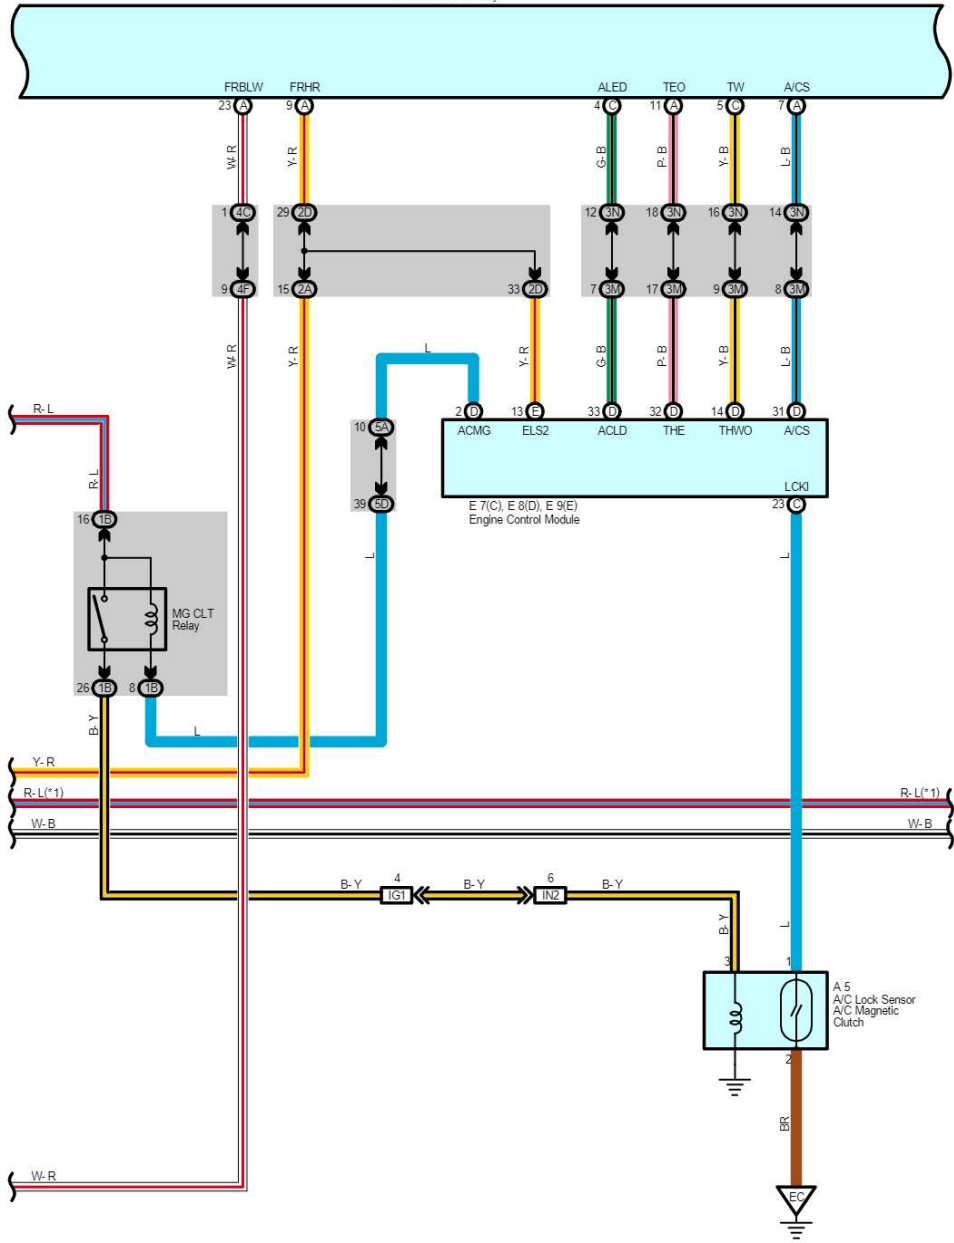 FRBLW FRHR ALED TEO TW A/CS
23 A 9 A 4 C 11 A 5 C 7 A
W- R Y- R G- B P- B Y- B L- B
1 4C 29 2D 12 3N 18 3N 16 3N 14 3N
9 4F 15 2A 33 2D 7 3M 17 3M 9 3M 8 3M
W- R Y- R L Y- R G- B P- B Y- B L- B
R- L
2 D 13 E 33 D 32 D 14 D 31 D
10 5A
ACMG ELS2 ACLD THE THWO A/CS
R- L
LCKI
39 5D
23 C
E 7(C), E 8(D), E 9(E)
Engine Control Module
16 1B
L L
MG CLT
Relay
26 1B 8 1B
B- Y L
Y- R
R- L(*1) R- L(*1)
W- B W- B
4 6
B- Y IG1 B- Y IN2 B- Y
B- Y L
3 1
A 5
A/C Lock Sensor
A/C Magnetic
Clutch
2
BR
W- R
EC